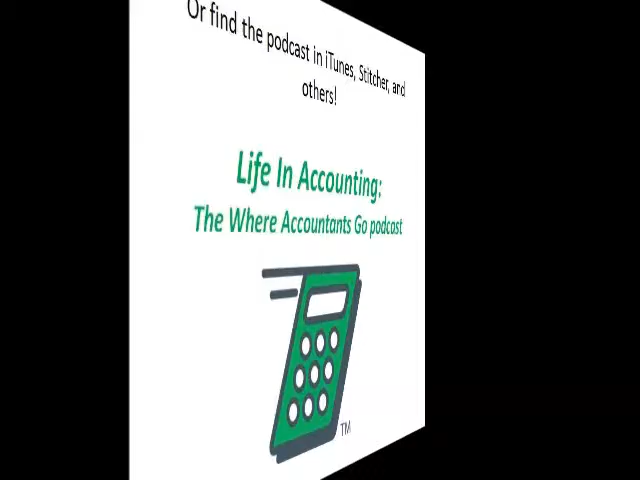 Or find the podcast in iTunes, Stitcher, and
others!
Life In Accounting:
The Where Accountants Go podcast
TM